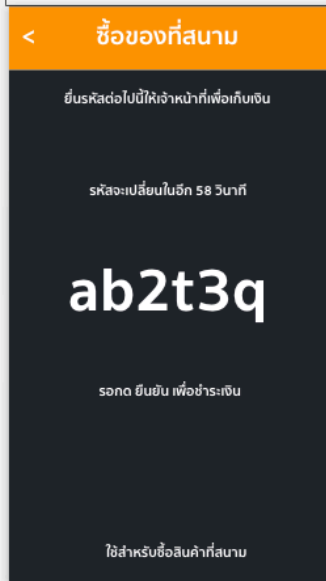 < ซื้อของที่สนาม
ยื่นรหัสต่อไปนี้ให้เจ้าหน้าที่เพื่อเก็บเงิน
รหัสจะเปลี่ยนในอีก 58 วินาที
ab2t3q
รอกด ยืนยัน เพื่อชำระเงิน
ใช้สำหรับซื้อสินค้าที่สนาม